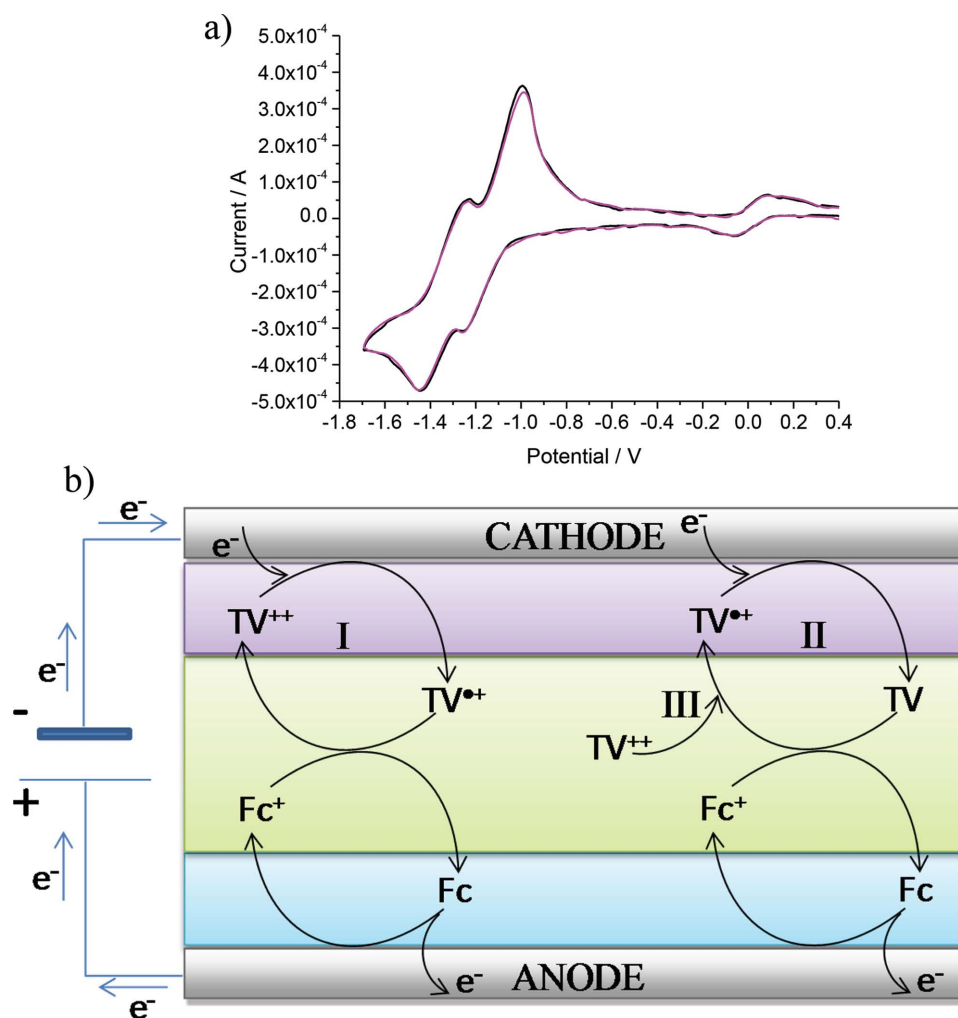 a)
5.0x10⁻⁴
4.0x10⁻⁴
3.0x10⁻⁴
2.0x10⁻⁴
1.0x10⁻⁴
0.0
-1.0x10⁻⁴
-2.0x10⁻⁴
-3.0x10⁻⁴
-4.0x10⁻⁴
-5.0x10⁻⁴
Current / A
-1.8 -1.6 -1.4 -1.2 -1.0 -0.8 -0.6 -0.4 -0.2 0.0 0.2 0.4
Potential / V
b)
e⁻
e⁻ CATHODE e⁻
TV⁺⁺ I TV•⁺ II
e⁻
TV•⁺ III TV
-
TV⁺⁺
+
Fc⁺ Fc⁺
e⁻
Fc Fc
e⁻ ANODE e⁻
e⁻